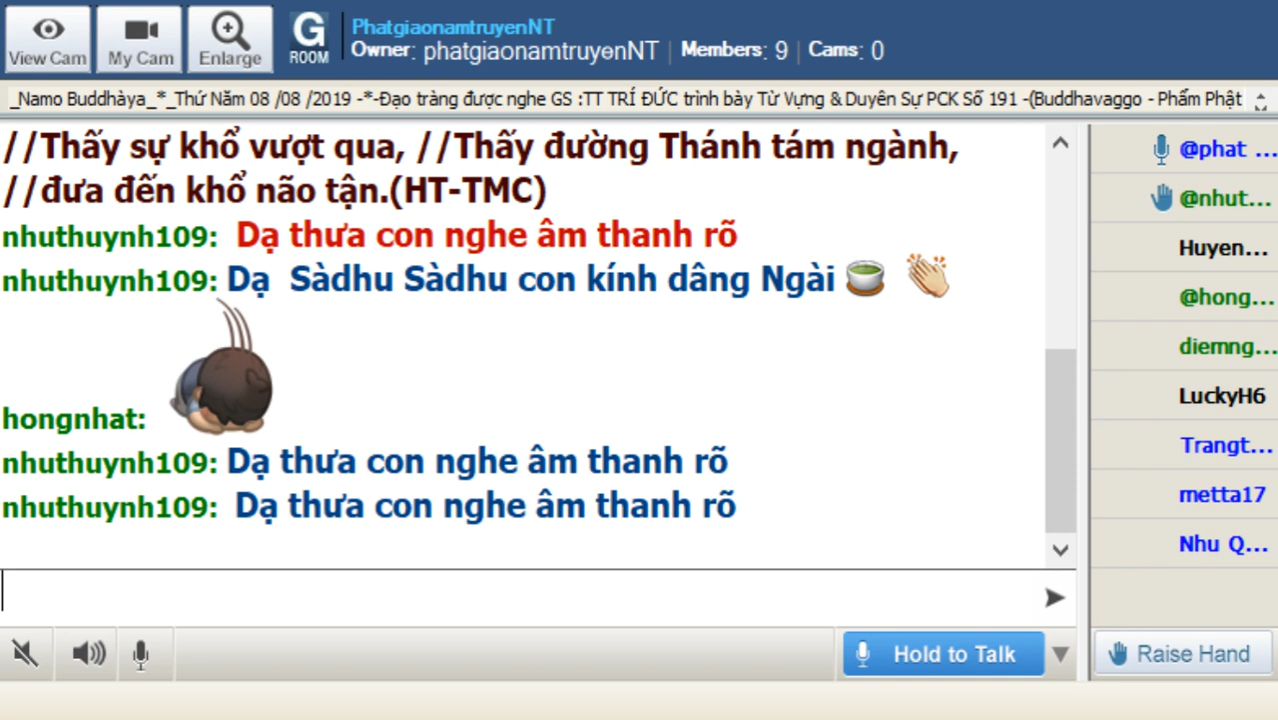 View Cam
My Cam
Enlarge
G ROOM
PhatgiaonamtruyenNT
Owner: phatgiaonamtruyenNT | Members: 9 | Cams: 0
_Namo Buddhàya_*_Thứ Năm 08 /08 /2019 -*-Đạo tràng được nghe GS :TT TRÍ ĐỨC trình bày Từ Vựng & Duyên Sự PCK Số 191 -(Buddhavaggo - Phẩm Phật
//Thấy sự khổ vượt qua, //Thấy đường Thánh tám ngành,
//đưa đến khổ não tận.(HT-TMC)
nhuthuynh109: Dạ thưa con nghe âm thanh rõ
nhuthuynh109: Dạ Sàdhu Sàdhu con kính dâng Ngài
hongnhat:
nhuthuynh109: Dạ thưa con nghe âm thanh rõ
nhuthuynh109: Dạ thưa con nghe âm thanh rõ
@phat ...
@nhut...
Huyen...
@hong...
diemng...
LuckyH6
Trangt...
metta17
Nhu Q...
Hold to Talk
Raise Hand